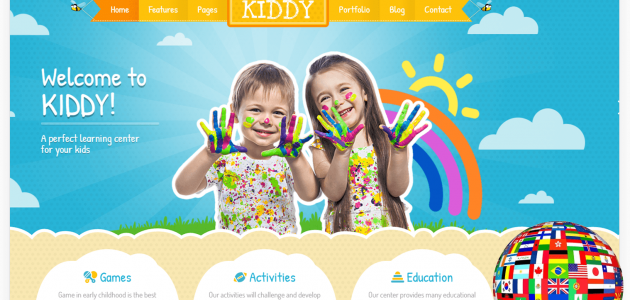 Home Features Pages KIDDY Portfolio Blog Contact
Welcome to
KIDDY!
A perfect learning center
for your kids
Games Activities Education
Game in early childhood is the best Our activities will challenge and develop Our center provides many educational